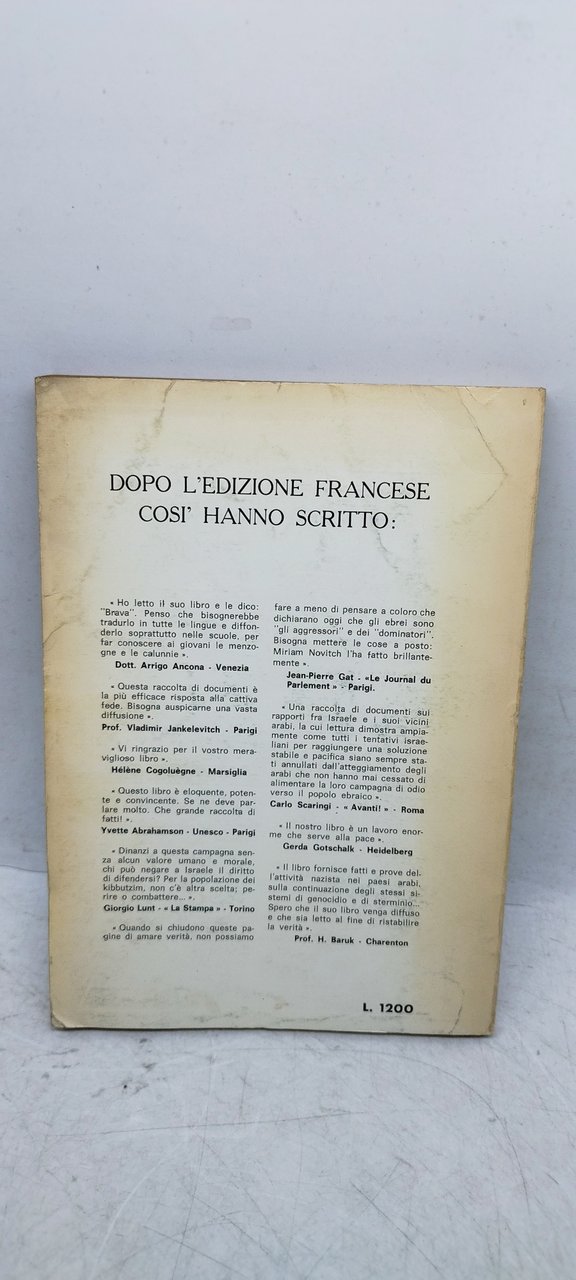 DOPO L'EDIZIONE FRANCESE
COSI' HANNO SCRITTO:
« Ho letto il suo libro e le dico:
"Brava". Penso che bisognerebbe
tradurlo in tutte le lingue e diffon-
derlo soprattutto nelle scuole, per
far conoscere ai giovani le menzo-
gne e le calunnie ».
Dott. Arrigo Ancona - Venezia
« Questa raccolta di documenti è
la più efficace risposta alla cattiva
fede. Bisogna auspicarne una vasta
diffusione ».
Prof. Vladimir Jankelevitch - Parigi
« Vi ringrazio per il vostro mera-
viglioso libro ».
Hélène Cogoluègne - Marsiglia
« Questo libro è eloquente, poten-
te e convincente. Se ne deve par-
lare molto. Che grande raccolta di
fatti! ».
Yvette Abrahamson - Unesco - Parigi
« Dinanzi a questa campagna sen-
za alcun valore umano e morale,
chi può negare a Israele il diritto
di difendersi? Per la popolazione dei
kibbutzim, non c'è altra scelta; pe-
rire o combattere... ».
Giorgio Lunt - « La Stampa » - Torino
« Quando si chiudono queste pa-
gine di amare verità, non possiamo
fare a meno di pensare a coloro che
dichiarano oggi che gli ebrei sono
"gli aggressori" e dei "dominatori".
Bisogna mettere le cose a posto:
Miriam Novitch l'ha fatto brillante-
mente ».
Jean-Pierre Gat - «Le Journal du
Parlement » - Parigi.
« Una raccolta di documenti sui
rapporti fra Israele e i suoi vicini
arabi, la cui lettura dimostra ampia-
mente come tutti i tentativi israe-
liani per raggiungere una soluzione
stabile e pacifica siano sempre sta-
ti annullati dall'atteggiamento degli
arabi che non hanno mai cessato di
alimentare la loro campagna di odio
verso il popolo ebraico ».
Carlo Scaringi - « Avanti! » - Roma
« Il nostro libro è un lavoro enor-
me che serve alla pace ».
Gerda Gotschalk - Heidelberg
« Il libro fornisce fatti e prove del-
l'attività nazista nei paesi arabi,
sulla continuazione degli stessi si-
stemi di genocidio e di sterminio...
Spero che il suo libro venga diffuso
e che sia letto al fine di ristabilire
la verità ».
Prof. H. Baruk - Charenton
L. 1200